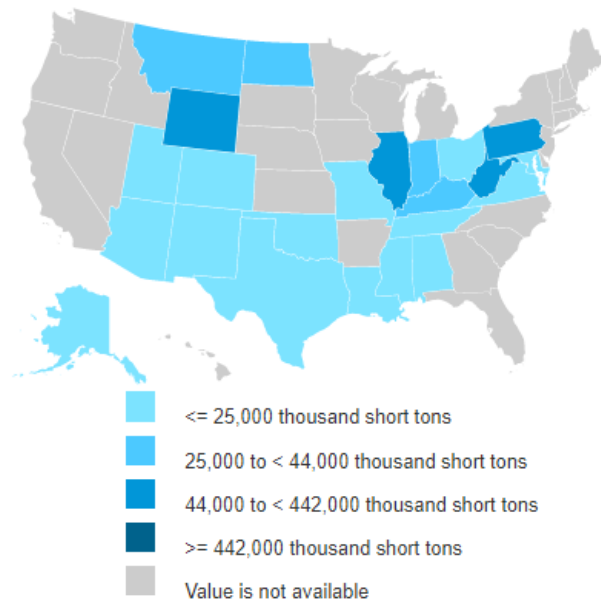 <= 25,000 thousand short tons
25,000 to < 44,000 thousand short tons
44,000 to < 442,000 thousand short tons
>= 442,000 thousand short tons
Value is not available